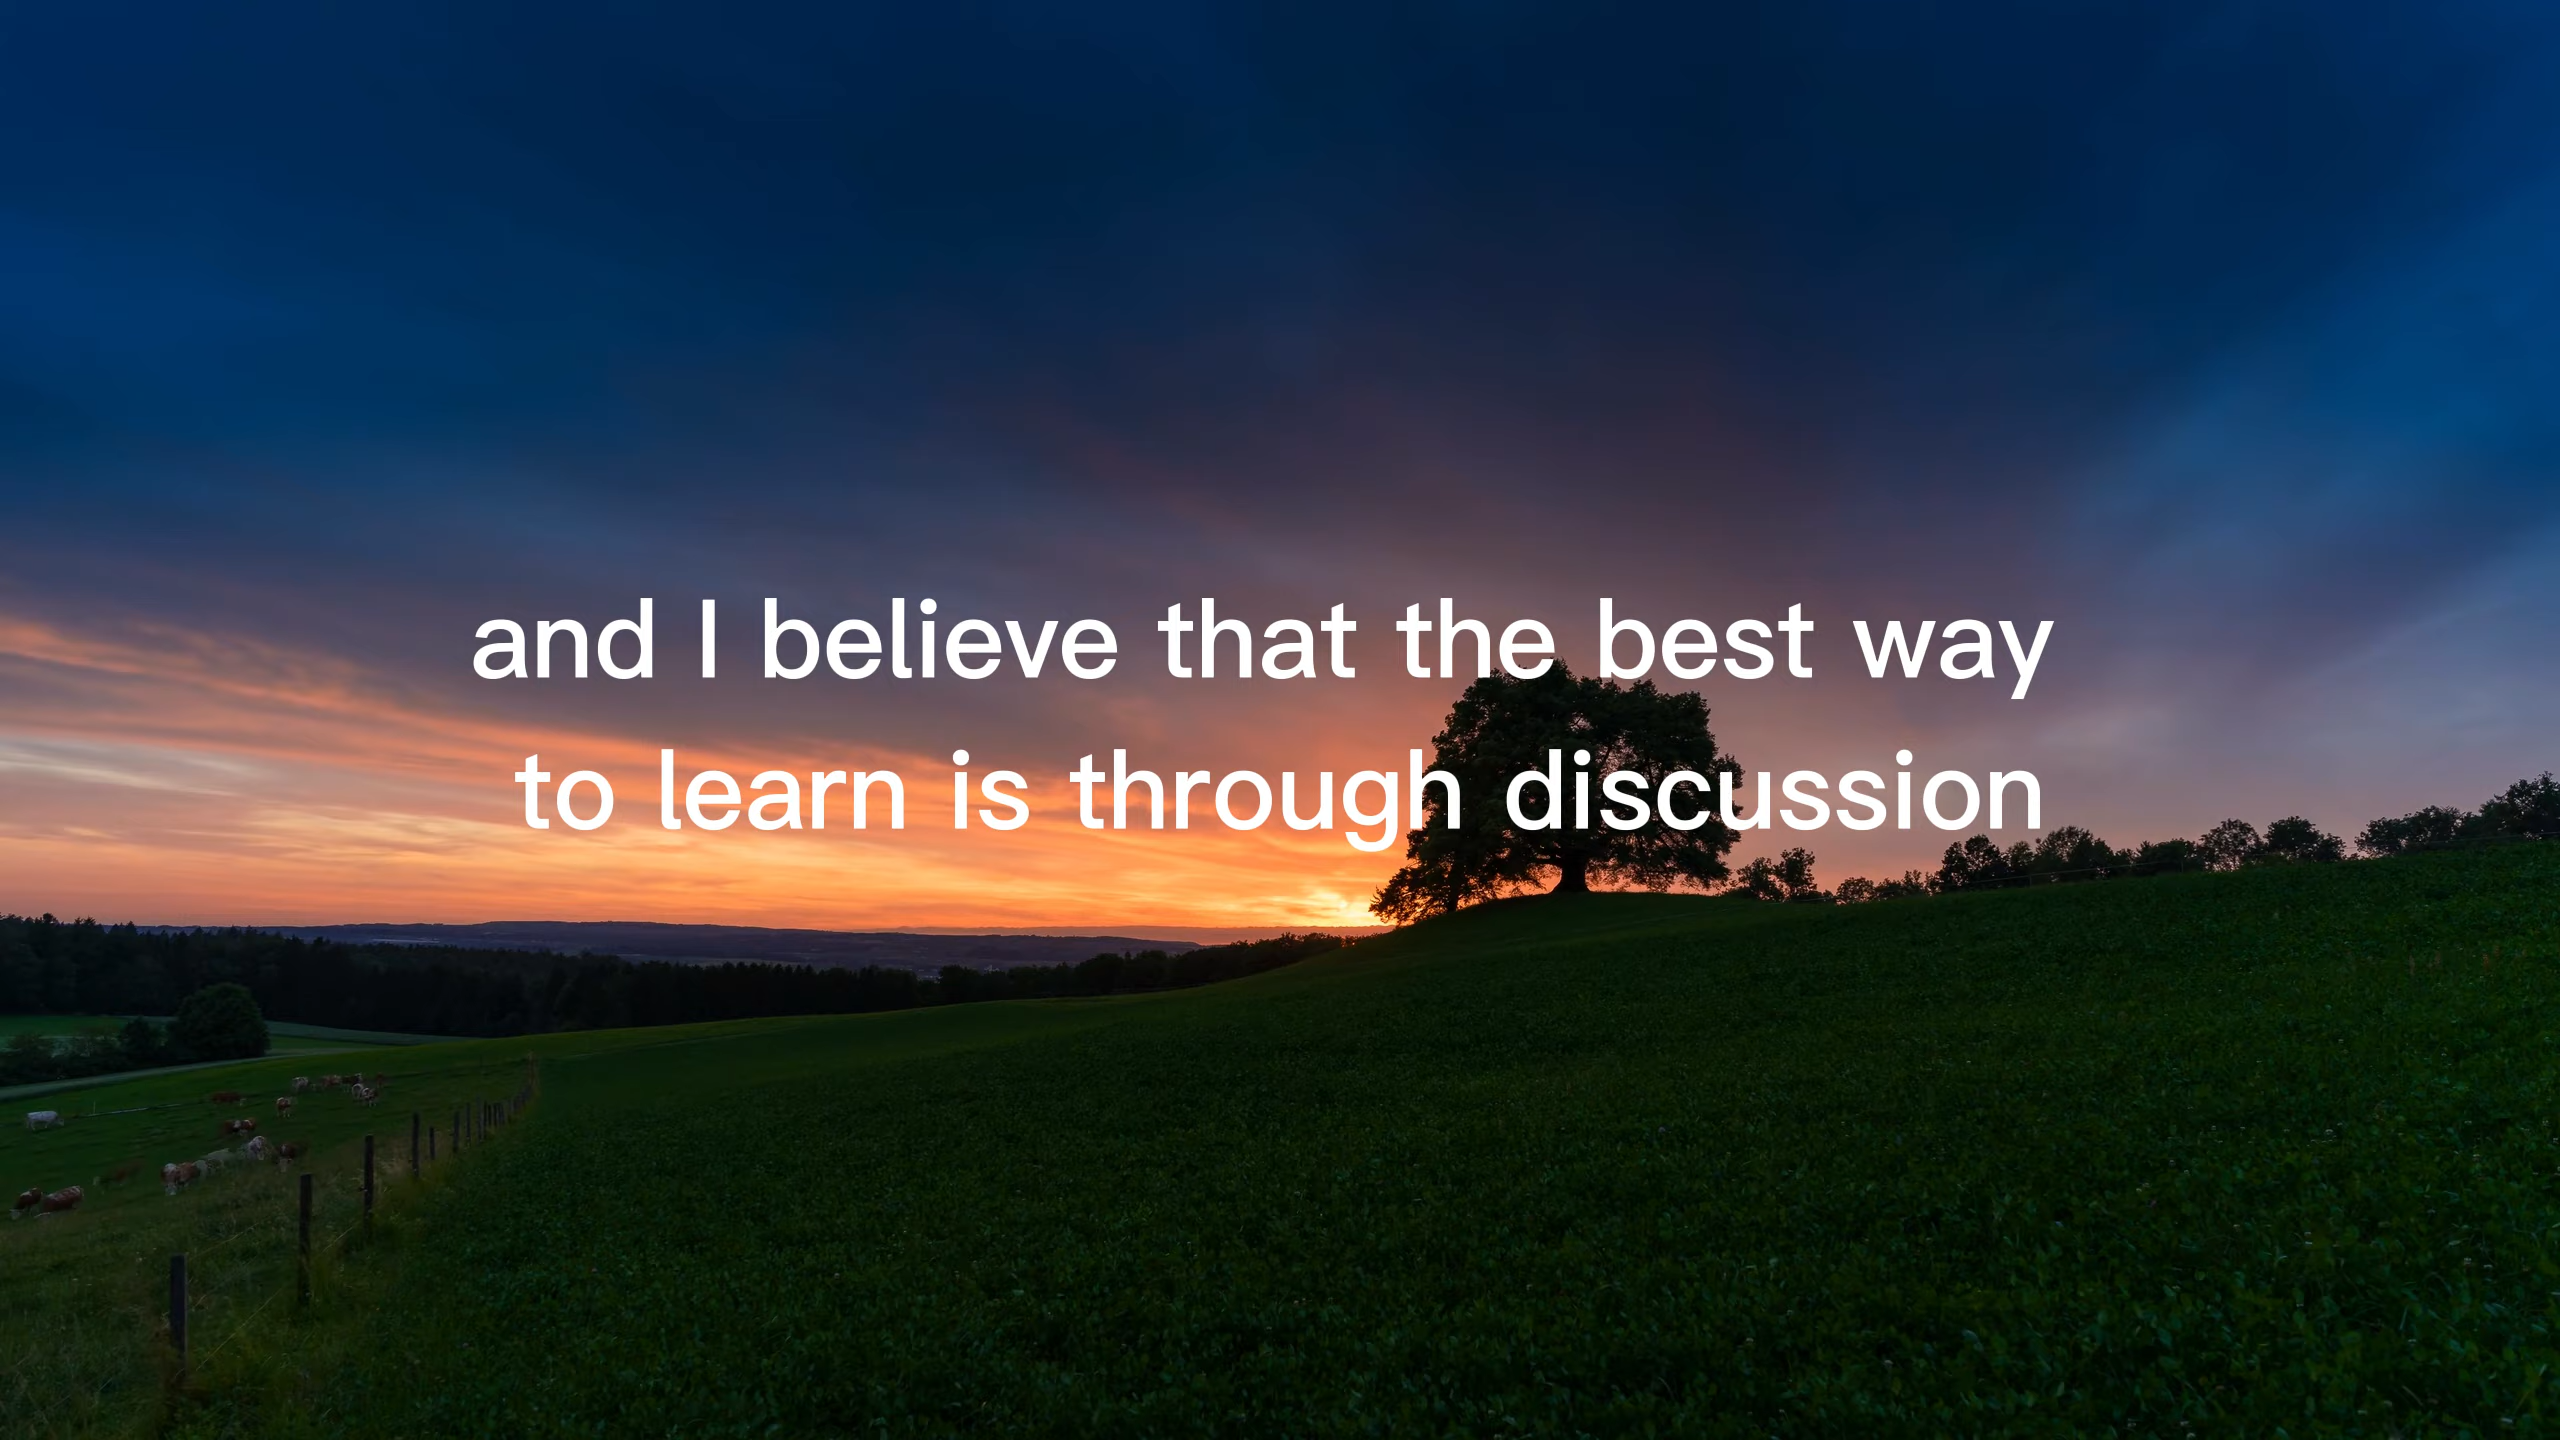 and I believe that the best way
to learn is through discussion